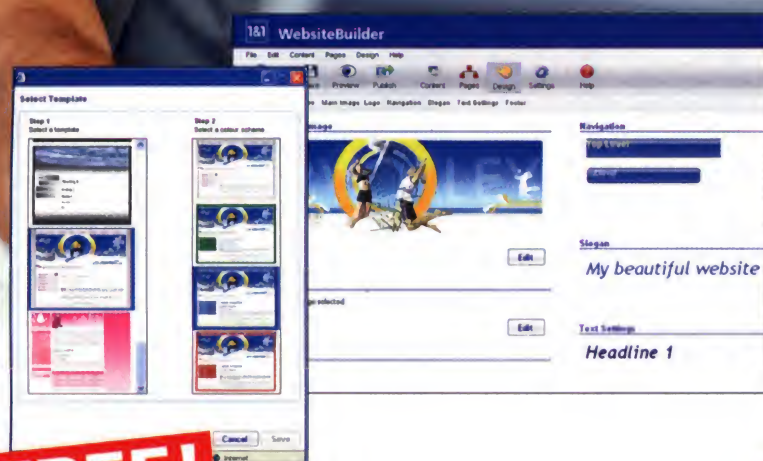 1&1 WebsiteBuilder
File Edit Content Pages Design Help
Preview Publish Content Pages Design Settings Help
Main Image Logo Navigation Slogan Text Settings Footer
Select Template
Step 1
Select a template
Step 2
Select a colour scheme
Navigation
Top Level
Edit
Slogan
My beautiful website
selected
Edit
Text Settings
Headline 1
Cancel Save
Internet